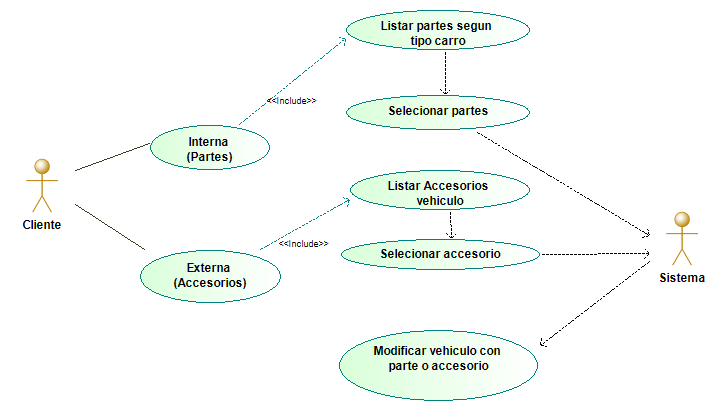 Listar partes segun
tipo carro
<<Include>>
Selecionar partes
Interna
(Partes)
Listar Accesorios
vehiculo
Cliente
<<Include>>
Selecionar accesorio
Externa
(Accesorios)
Sistema
Modificar vehiculo con
parte o accesorio